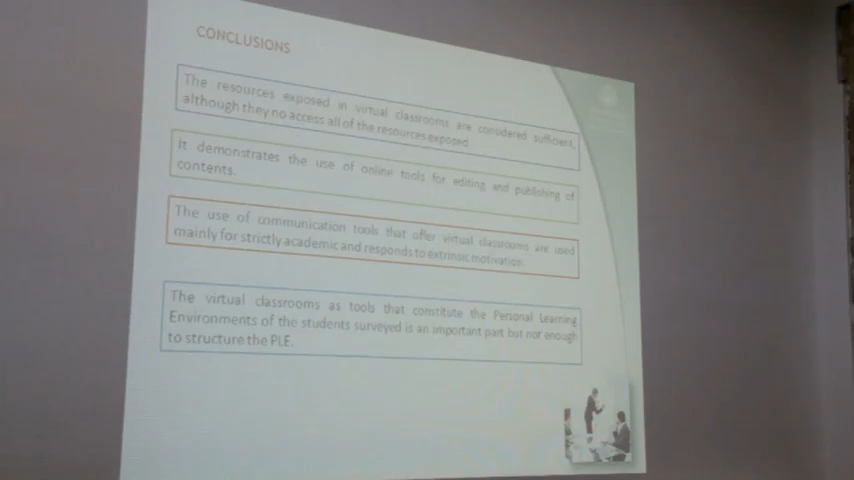 CONCLUSIONS
The resources exposed in virtual classrooms are considered sufficient,
although they no access all of the resources exposed
It demonstrates the use of online tools for editing and publishing of
contents.
The use of communication tools that offer virtual classrooms are used
mainly for strictly academic and responds to extrinsic motivation.
The virtual classrooms as tools that constitute the Personal Learning
Environments of the students surveyed is an important part but not enough
to structure the PLE.